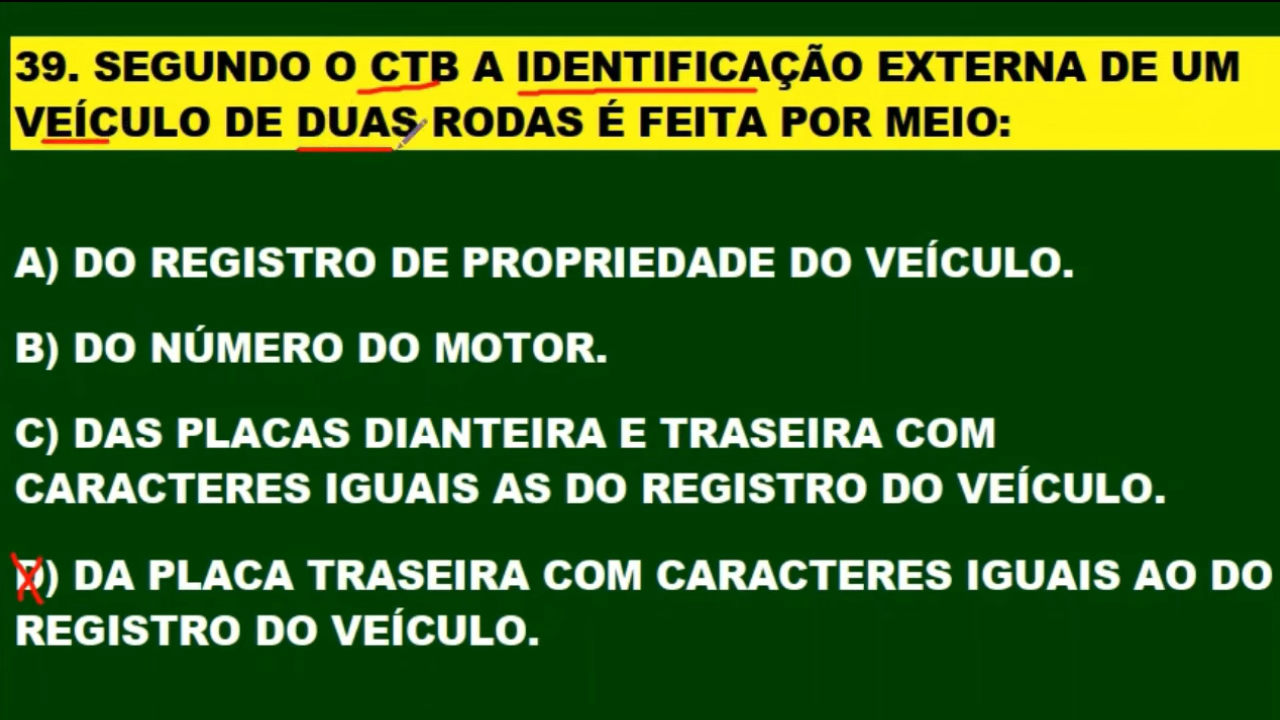 39. SEGUNDO O CTB A IDENTIFICAÇÃO EXTERNA DE UM
VEÍCULO DE DUAS RODAS É FEITA POR MEIO:
A) DO REGISTRO DE PROPRIEDADE DO VEÍCULO.
B) DO NÚMERO DO MOTOR.
C) DAS PLACAS DIANTEIRA E TRASEIRA COM
CARACTERES IGUAIS AS DO REGISTRO DO VEÍCULO.
D) DA PLACA TRASEIRA COM CARACTERES IGUAIS AO DO
REGISTRO DO VEÍCULO.